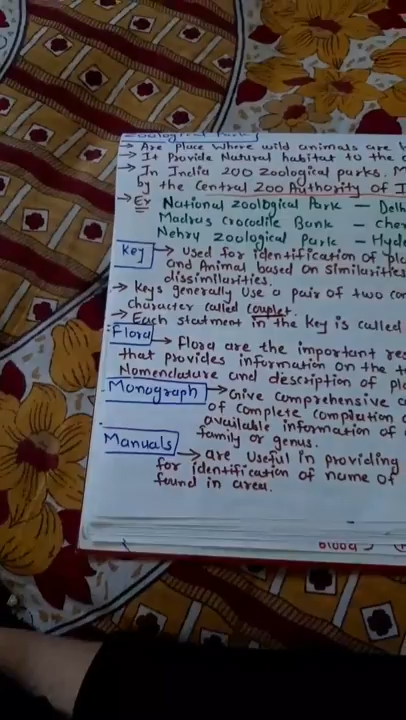 Zoological Parks
→ Are Place Where wild animals are
→ It Provide Natural habitat to the
→ In India 200 Zoological parks.
by the Central Zoo Authority of
→ Ex National Zoological Park -
Madras Crocodile Bank -
Nehru Zoological Park -
Key → Used for identification of
and Animal based on Similarities
dissimilarities.
→ Keys generally Use a pair of two
character called Couplet.
→ Each statment in the key is called
Flora → Flora are the important
that provides information on the
Nomenclature and description of
Monograph → Give comprehensive
of complete compilation
available information of
family or genus.
Manuals → are useful in providing
for identification of name of
found in area.
Blood